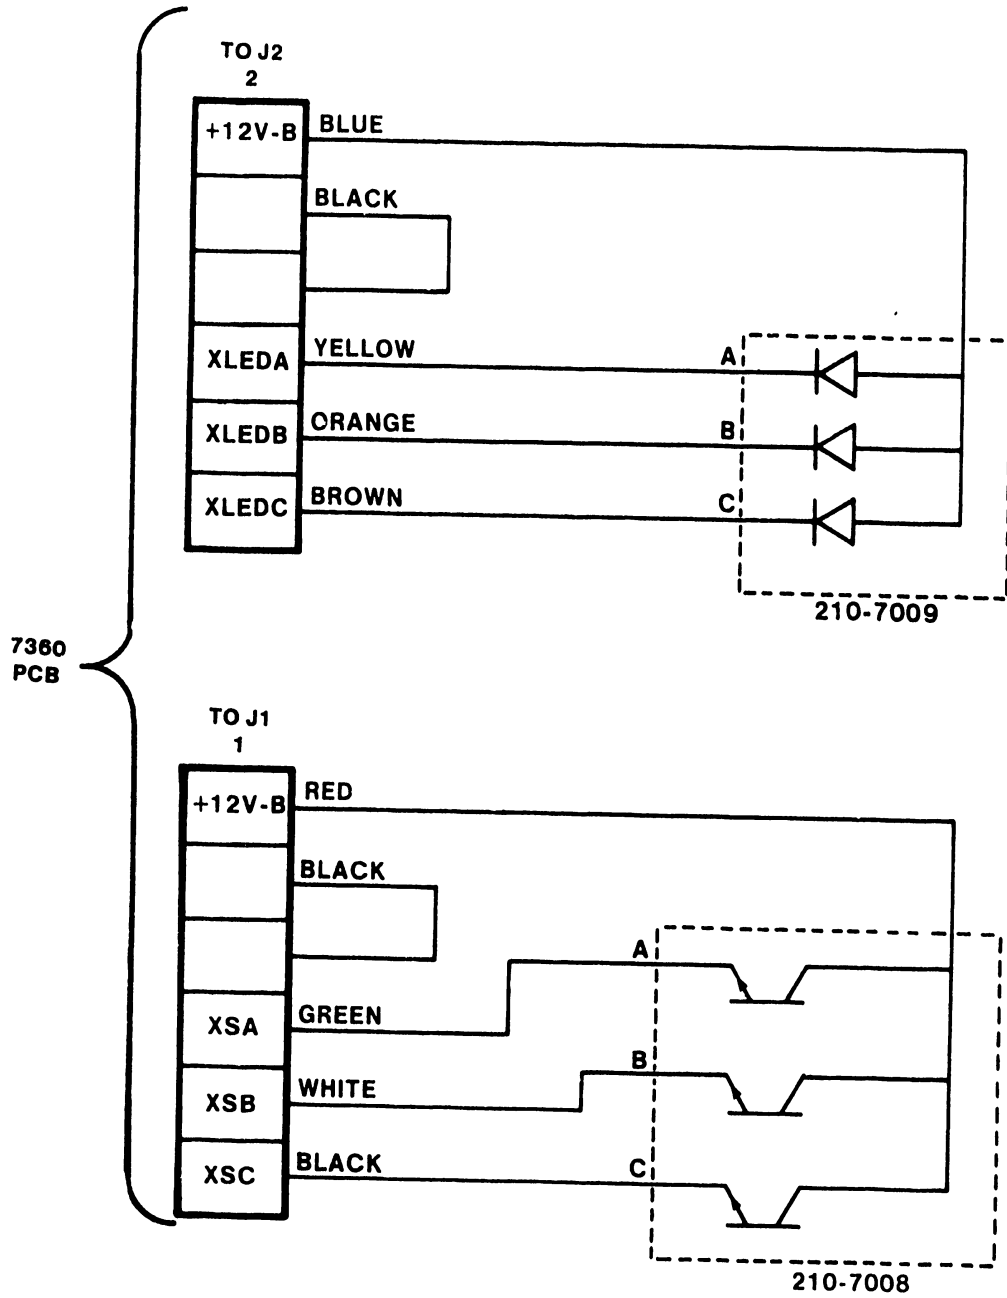 TO J2
2
+12V-B
BLUE
BLACK
XLEDA
YELLOW
A
XLEDB
ORANGE
B
XLEDC
BROWN
C
210-7009
7360
PCB
TO J1
1
+12V-B
RED
BLACK
A
XSA
GREEN
B
XSB
WHITE
C
XSC
BLACK
210-7008